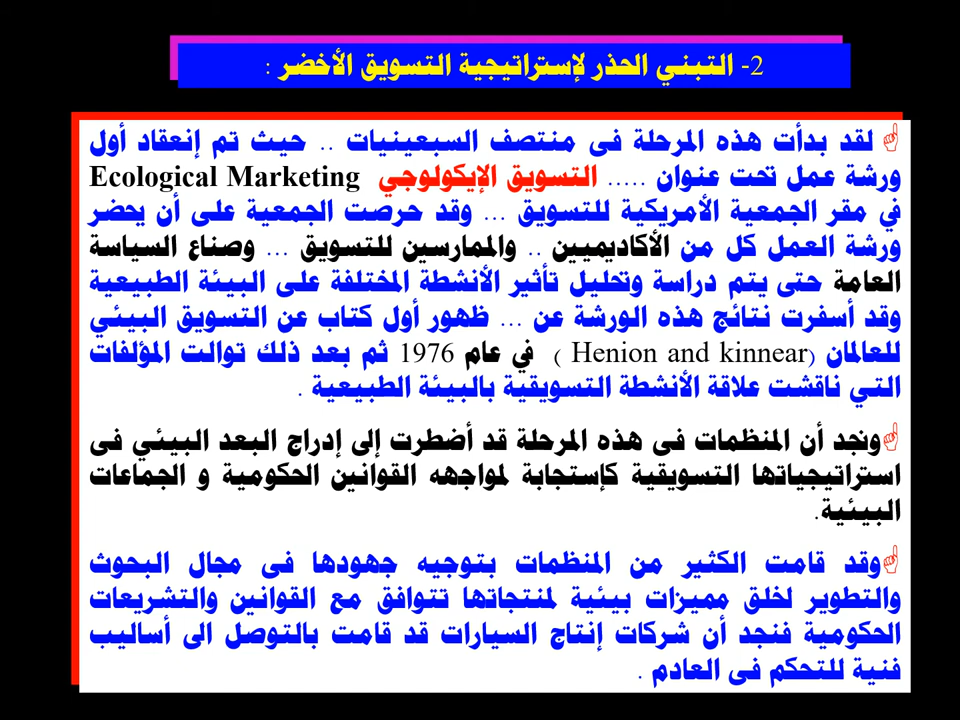 2- التبني الحذر لإستراتيجية التسويق الأخضر :
لقد بدأت هذه المرحلة فى منتصف السبعينيات .. حيث تم إنعقاد أول
ورشة عمل تحت عنوان ..... التسويق الإيكولوجي Ecological Marketing
في مقر الجمعية الأمريكية للتسويق ... وقد حرصت الجمعية على أن يحضر
ورشة العمل كل من الأكاديميين .. والممارسين للتسويق ... وصناع السياسة
العامة حتى يتم دراسة وتحليل تأثير الأنشطة المختلفة على البيئة الطبيعية
وقد أسفرت نتائج هذه الورشة عن ... ظهور أول كتاب عن التسويق البيئي
للعالمان (Henion and kinnear ) في عام 1976 ثم بعد ذلك توالت المؤلفات
التي ناقشت علاقة الأنشطة التسويقية بالبيئة الطبيعية .
ونجد أن المنظمات فى هذه المرحلة قد أضطرت إلى إدراج البعد البيئي فى
استراتيجياتها التسويقية كإستجابة لمواجهه القوانين الحكومية و الجماعات
البيئية.
وقد قامت الكثير من المنظمات بتوجيه جهودها فى مجال البحوث
والتطوير لخلق مميزات بيئية لمنتجاتها تتوافق مع القوانين والتشريعات
الحكومية فنجد أن شركات إنتاج السيارات قد قامت بالتوصل الى أساليب
فنية للتحكم فى العادم .